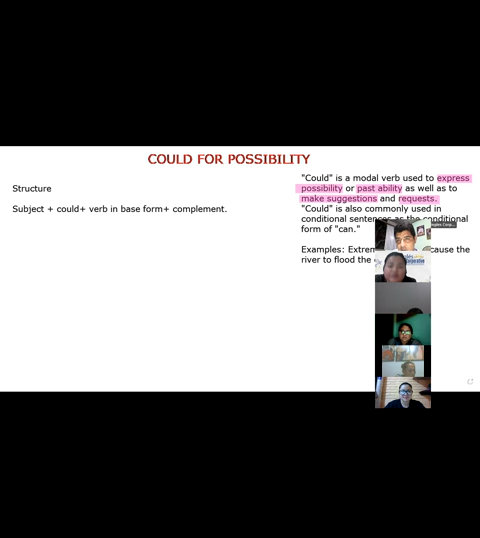 COULD FOR POSSIBILITY
Structure
Subject + could+ verb in base form+ complement.
"Could" is a modal verb used to express
possibility or past ability as well as to
make suggestions and requests.
"Could" is also commonly used in
conditional sentences as the conditional
form of "can."
Examples: Extrem cause the
river to flood the